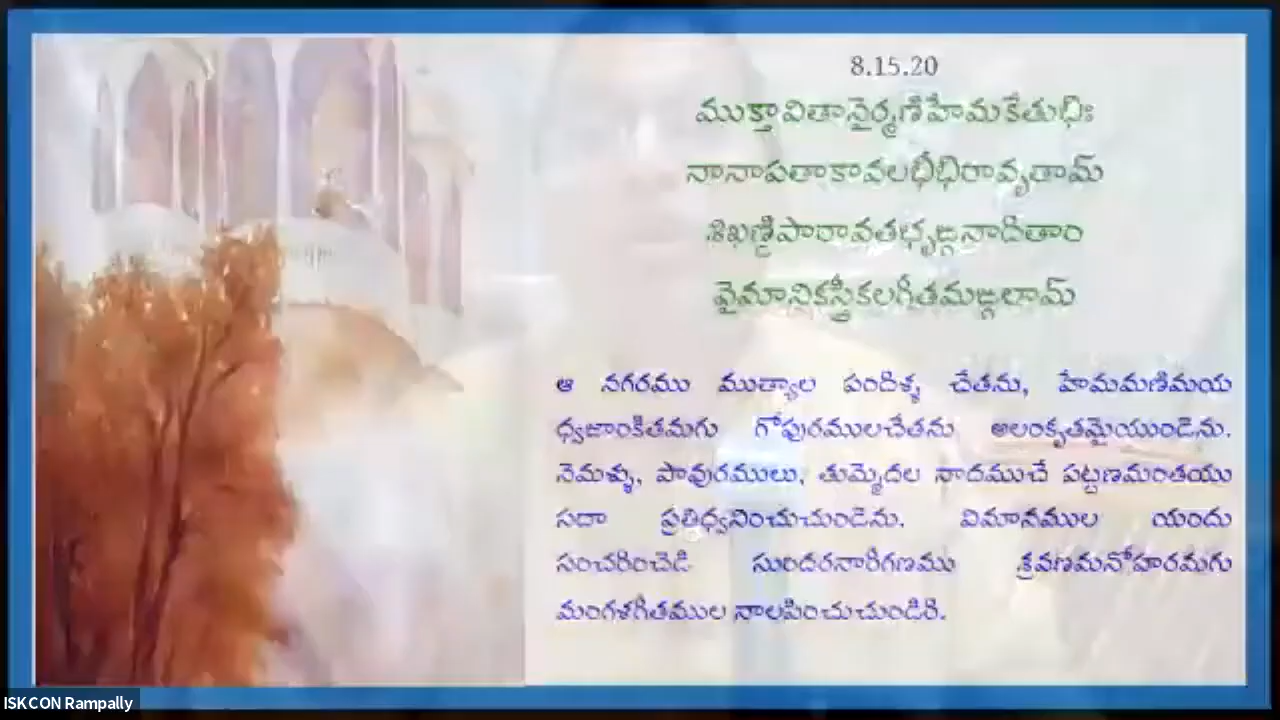 8.15.20
ముక్తావితానైర్మణిహేమకేతుభిః
నానాపతాకావలభీభిరావృతామ్
శిఖణ్డిపారావతభృఙ్గనాదితాం
వైమానికస్త్రీకలగీతమఙ్గలామ్
ఆ నగరము ముత్యాల పందిళ్ళ చేతను, హేమమణిమయ
ధ్వజాంకితమగు గోపురములచేతను అలంకృతమైయుండెను.
నెమళ్ళు, పావురములు, తుమ్మెదల నాదముచే పట్టణమంతయు
సదా ప్రతిధ్వనించుచుండెను. విమానముల యందు
సంచరించెడి సుందరనారీగణము శ్రవణమనోహరమగు
మంగళగీతముల నాలపించుచుండిరి.
ISKCON Rampally